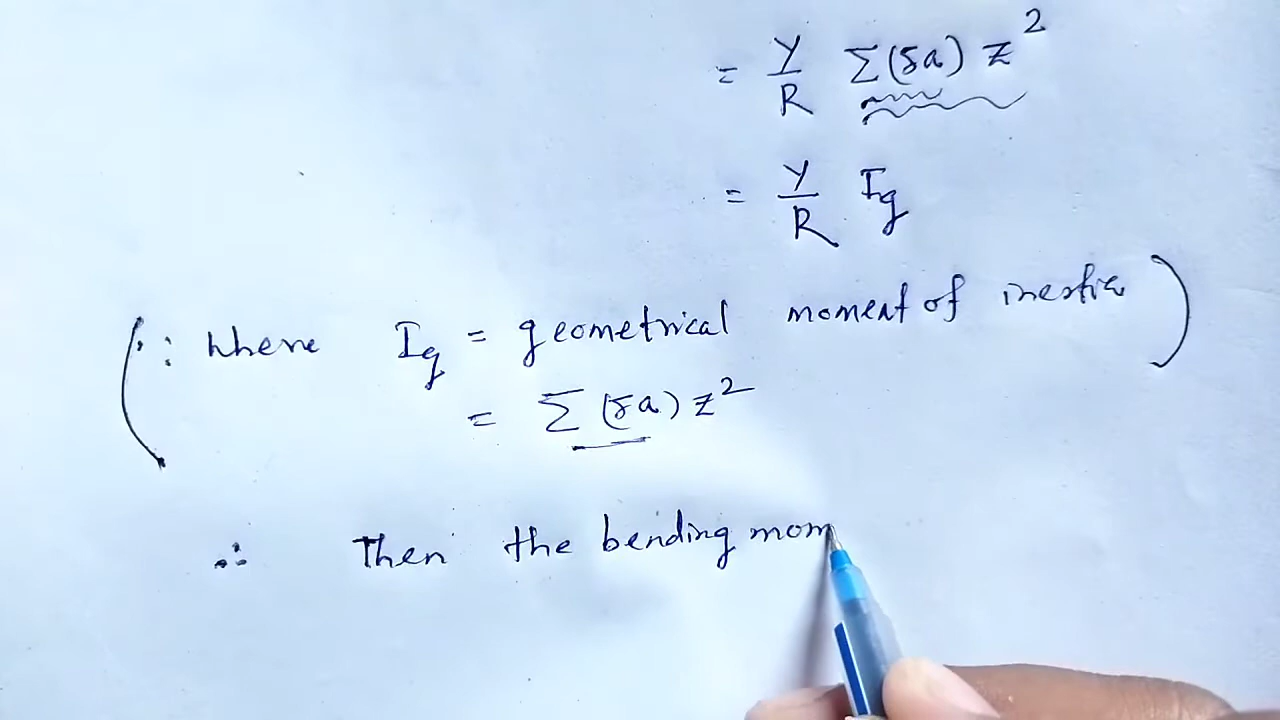 = Y/R Σ(δa) z²
= Y/R Ig
(∵ where Ig = geometrical moment of inertia)
= Σ(δa) z²
∴ Then the bending mom